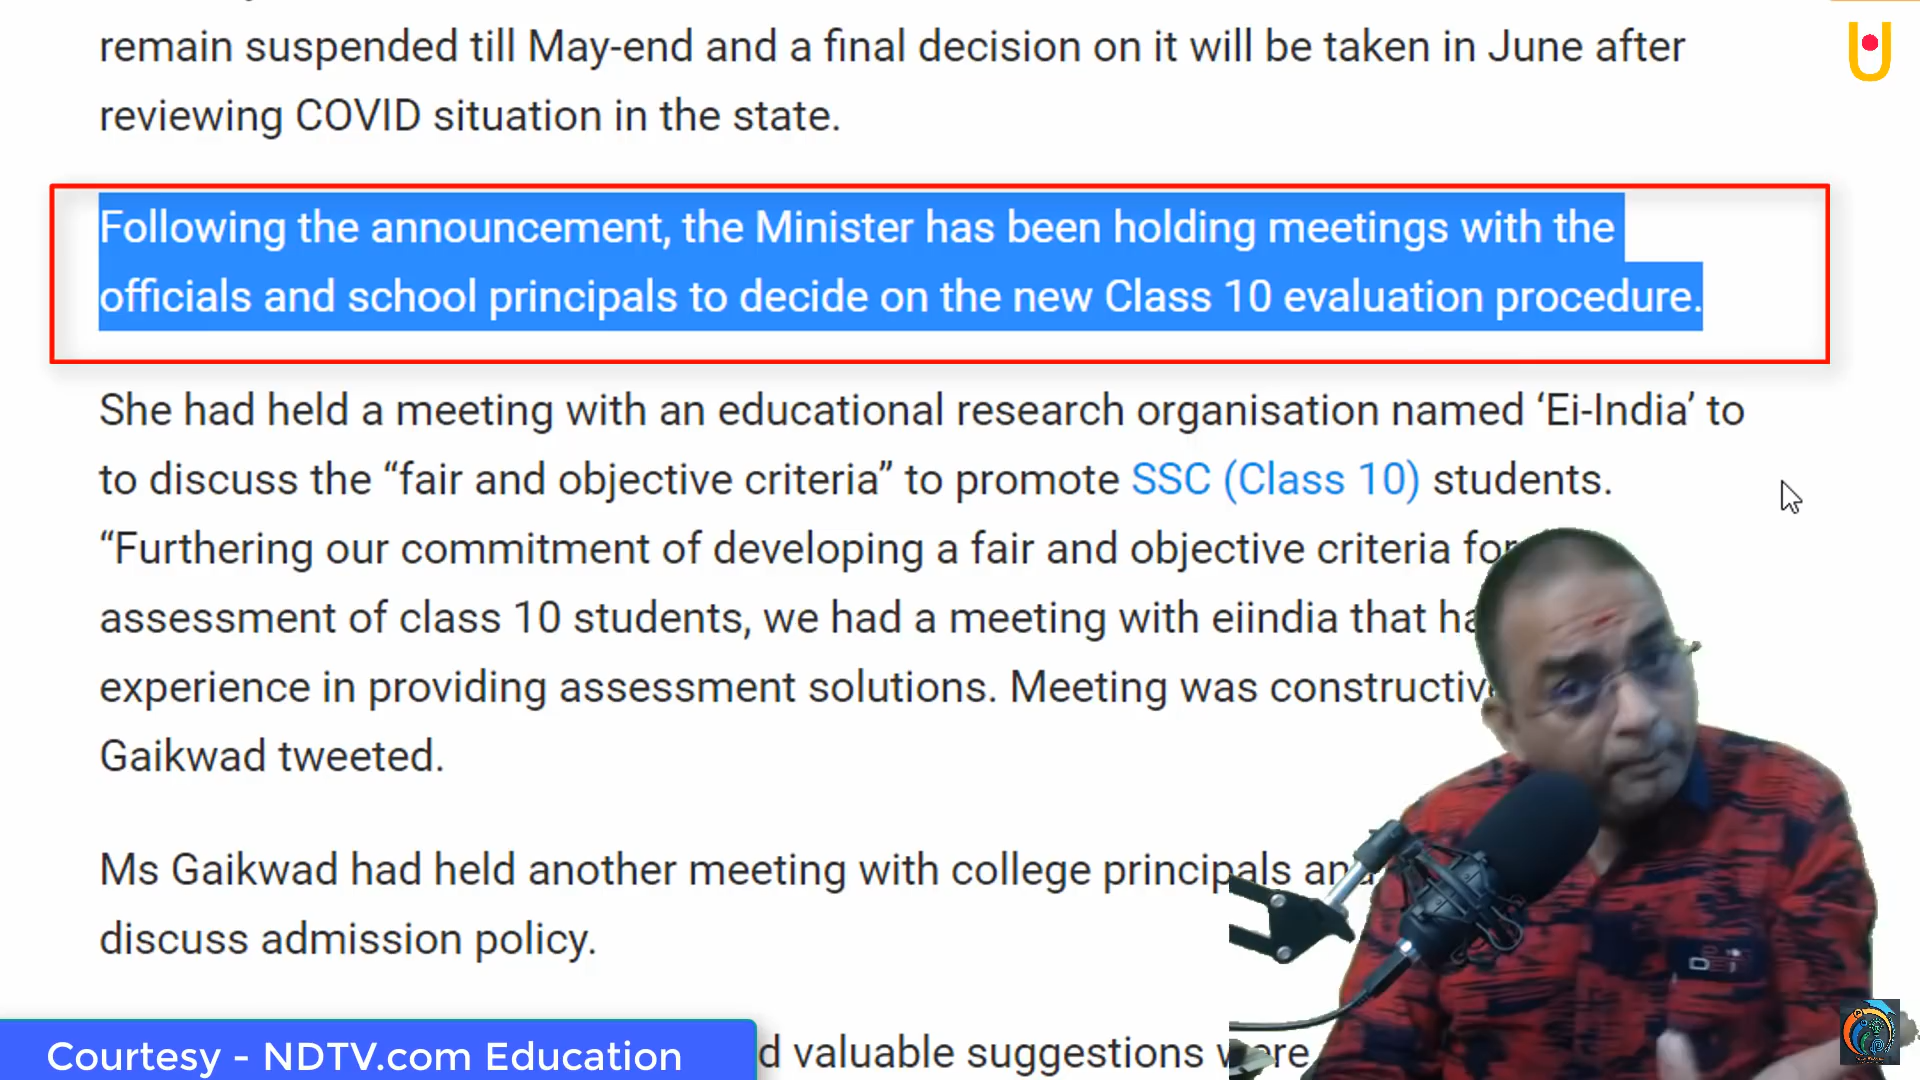 remain suspended till May-end and a final decision on it will be taken in June after
reviewing COVID situation in the state.
Following the announcement, the Minister has been holding meetings with the
officials and school principals to decide on the new Class 10 evaluation procedure.
She had held a meeting with an educational research organisation named ‘Ei-India’ to
to discuss the “fair and objective criteria” to promote SSC (Class 10) students.
“Furthering our commitment of developing a fair and objective criteria for
assessment of class 10 students, we had a meeting with eiindia that
experience in providing assessment solutions. Meeting was
Gaikwad tweeted.
Ms Gaikwad had held another meeting with college principals and
discuss admission policy.
valuable suggestions were
Courtesy - NDTV.com Education